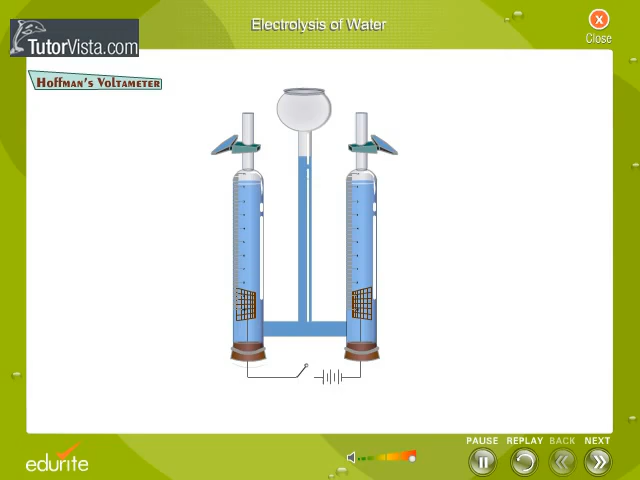 Electrolysis of Water
Close
TutorVista.com
Hoffman's Voltameter
PAUSE REPLAY BACK NEXT
edurite